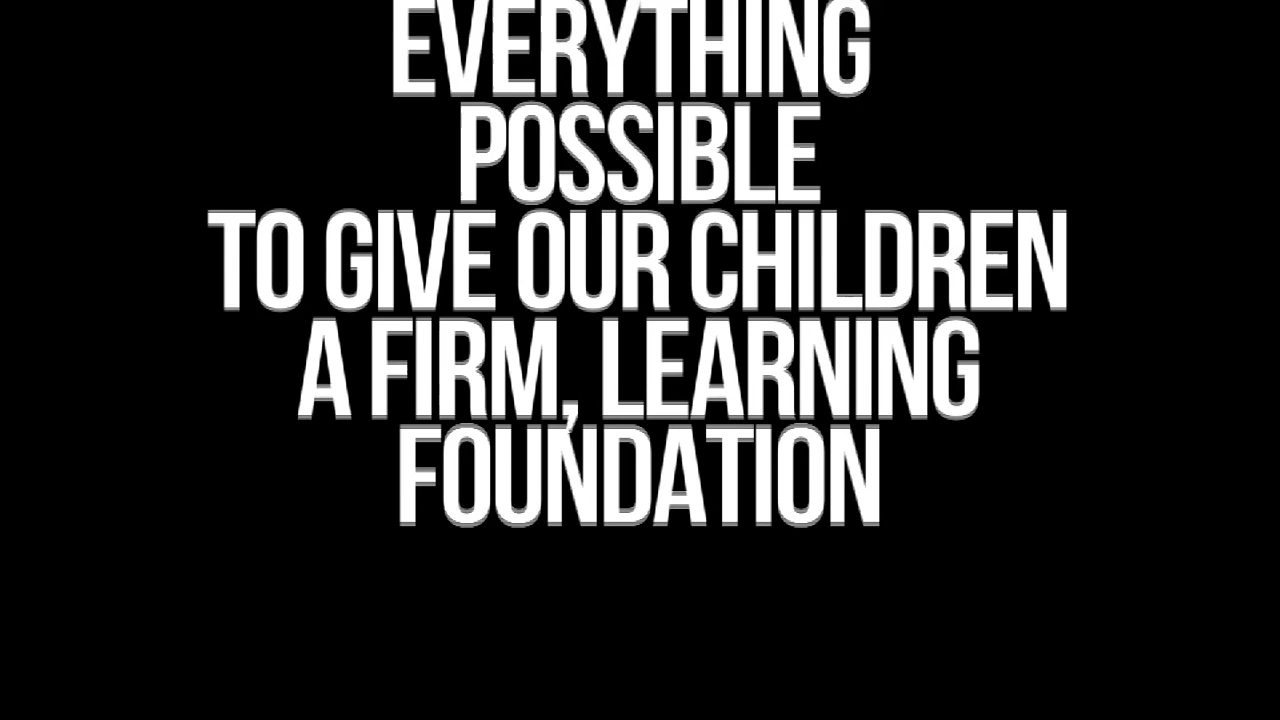 EVERYTHING
POSSIBLE
TO GIVE OUR CHILDREN
A FIRM, LEARNING
FOUNDATION